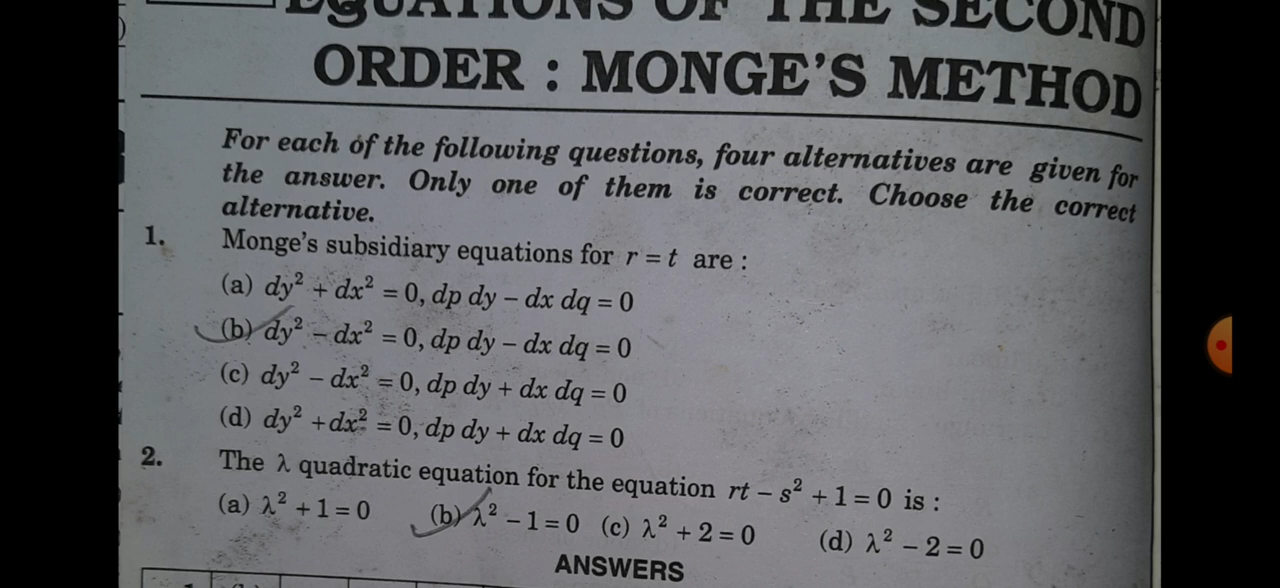 EQUATIONS OF THE SECOND
ORDER : MONGE'S METHOD
For each of the following questions, four alternatives are given for
the answer. Only one of them is correct. Choose the correct
alternative.
1. Monge's subsidiary equations for r = t are :
(a) dy² + dx² = 0, dp dy – dx dq = 0
(b) dy² – dx² = 0, dp dy – dx dq = 0
(c) dy² – dx² = 0, dp dy + dx dq = 0
(d) dy² + dx² = 0, dp dy + dx dq = 0
2. The λ quadratic equation for the equation rt – s² + 1 = 0 is :
(a) λ² + 1 = 0 (b) λ² – 1 = 0 (c) λ² + 2 = 0 (d) λ² – 2 = 0
ANSWERS